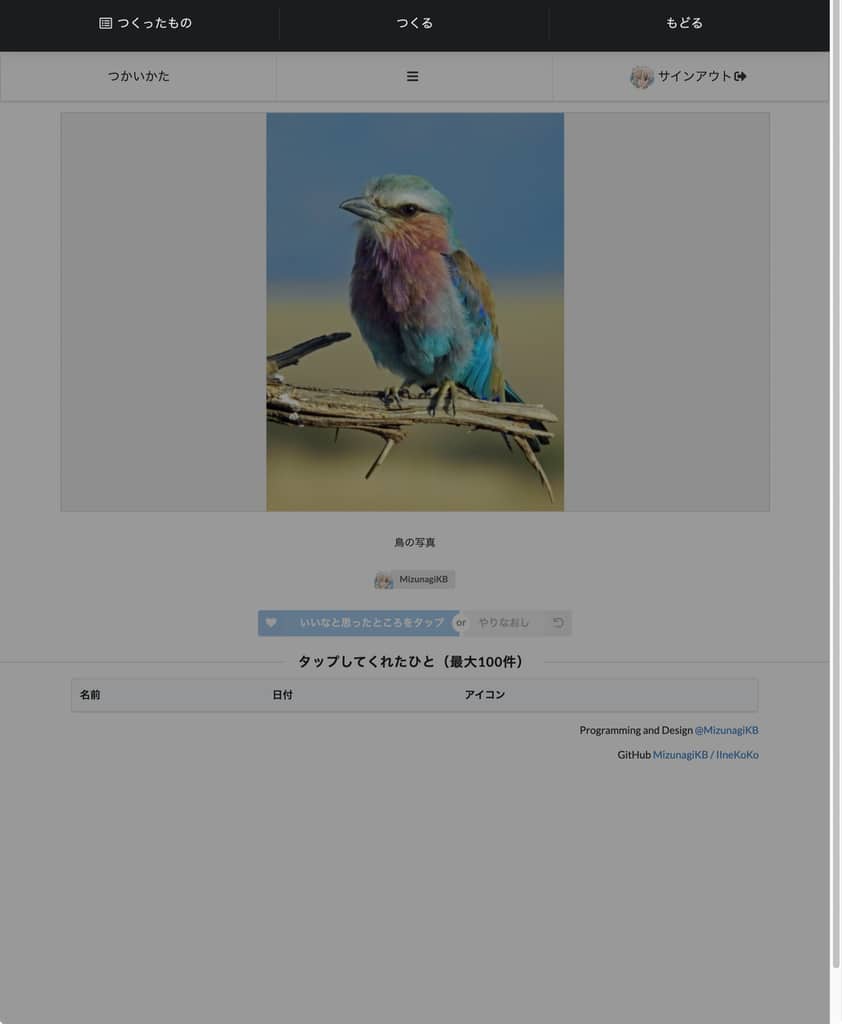 つくったもの
つくる
もどる
つかいかた
サインアウト
鳥の写真
MizunagiKB
いいなと思ったところをタップ
or
やりなおし
タップしてくれたひと（最大100件）
名前
日付
アイコン
Programming and Design @MizunagiKB
GitHub MizunagiKB / IIneKoKo